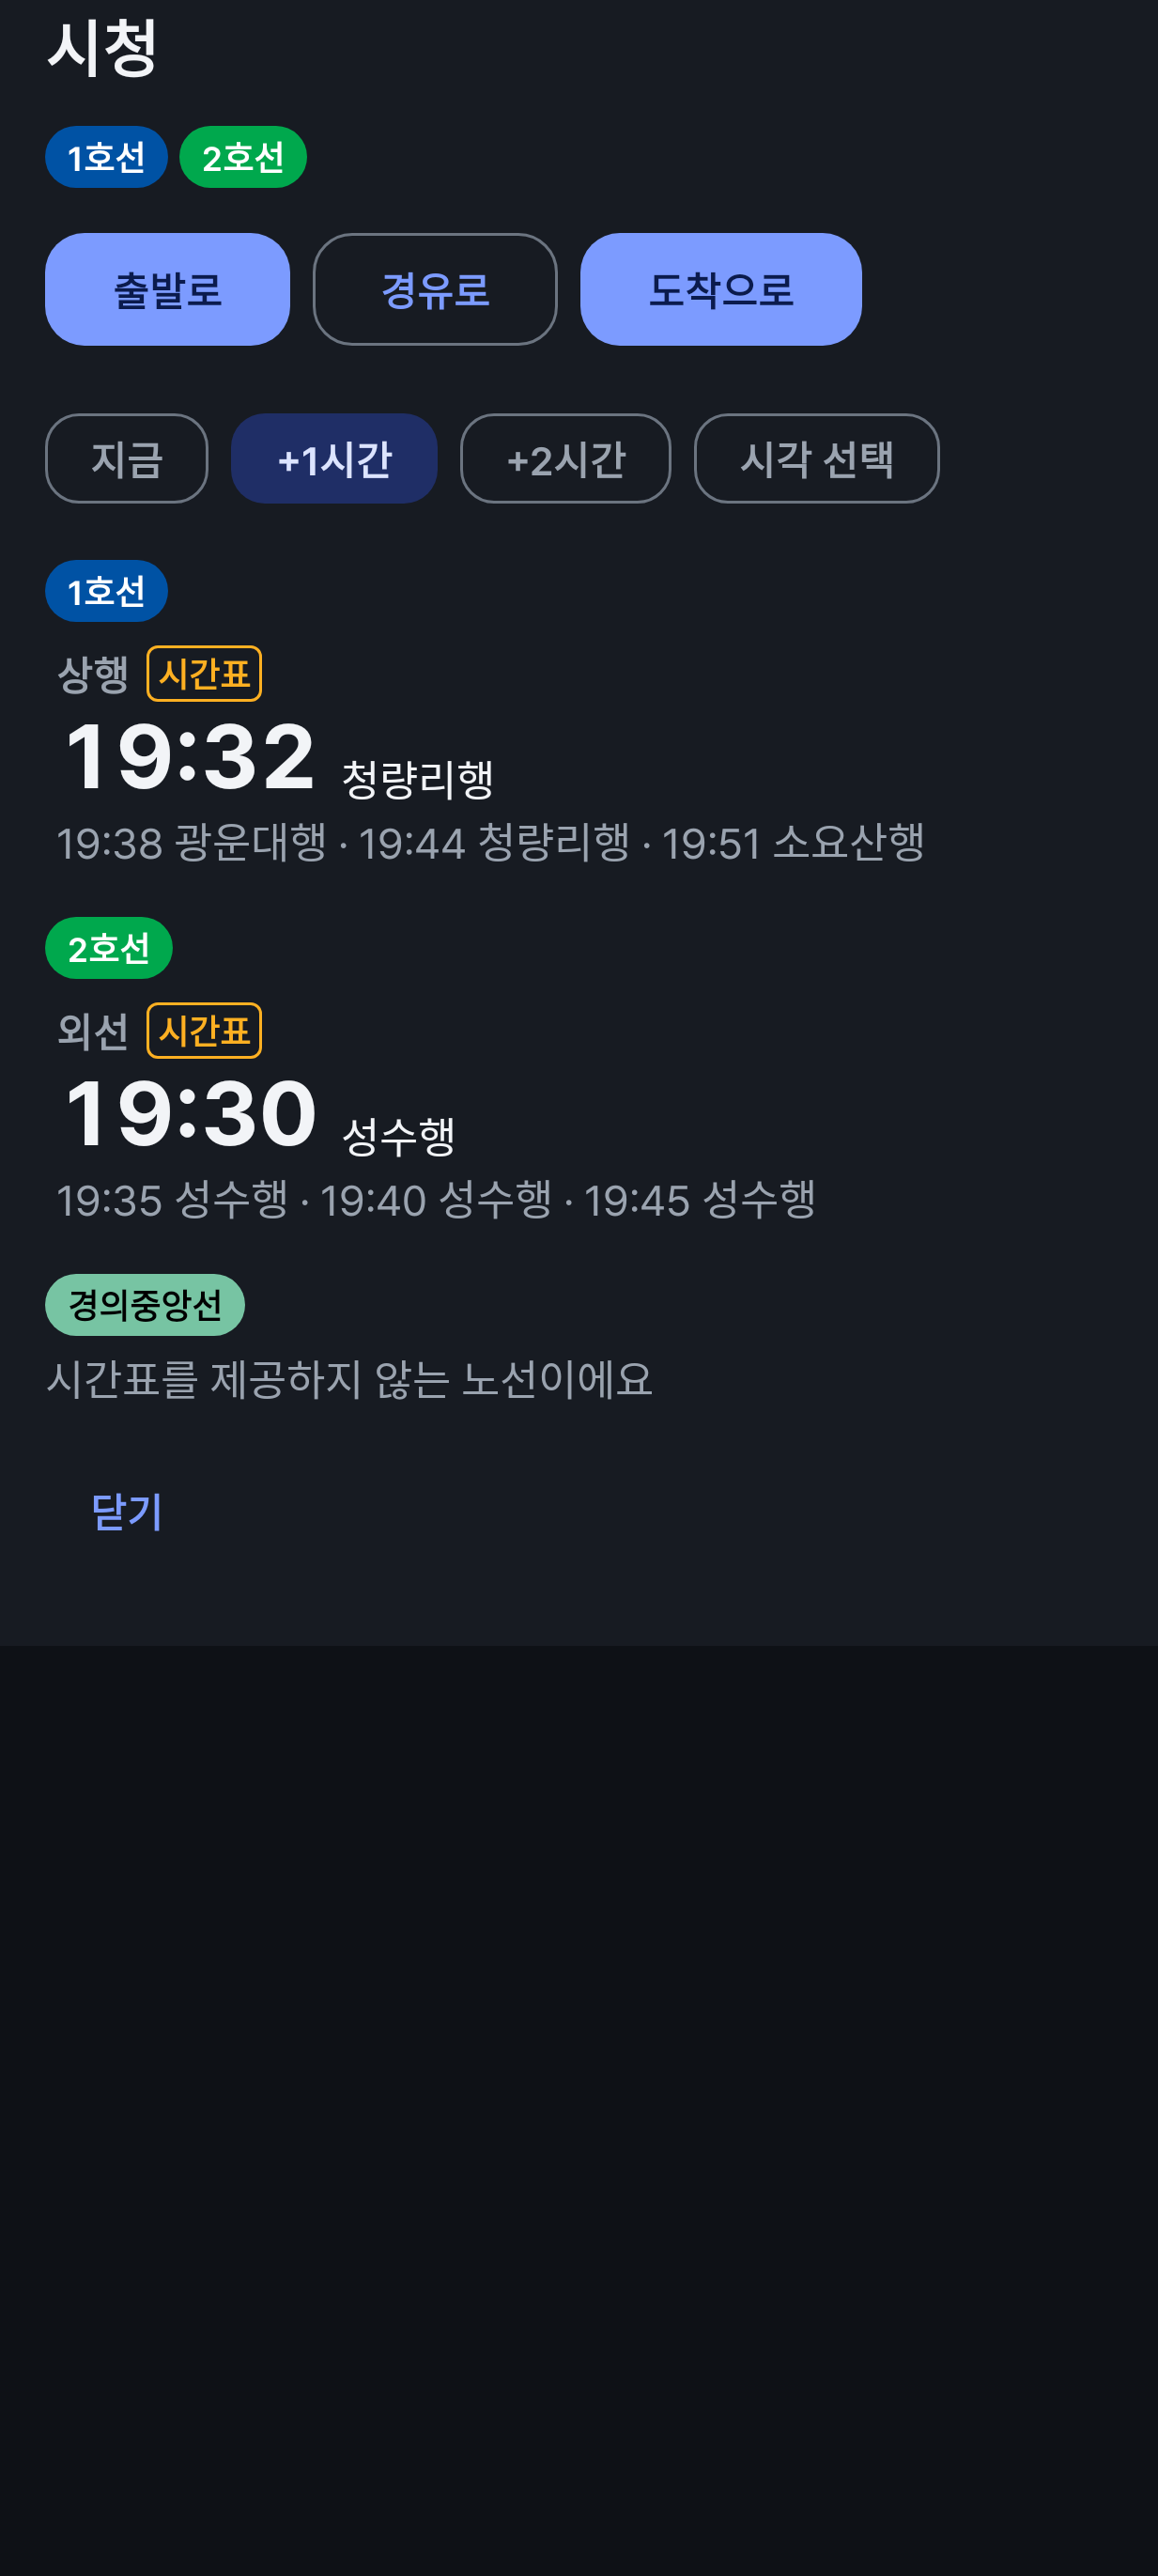 시청
1호선 2호선
출발로 경유로 도착으로
지금 +1시간 +2시간 시각 선택
1호선
상행 시간표
19:32 청량리행
19:38 광운대행 · 19:44 청량리행 · 19:51 소요산행
2호선
외선 시간표
19:30 성수행
19:35 성수행 · 19:40 성수행 · 19:45 성수행
경의중앙선
시간표를 제공하지 않는 노선이에요
닫기